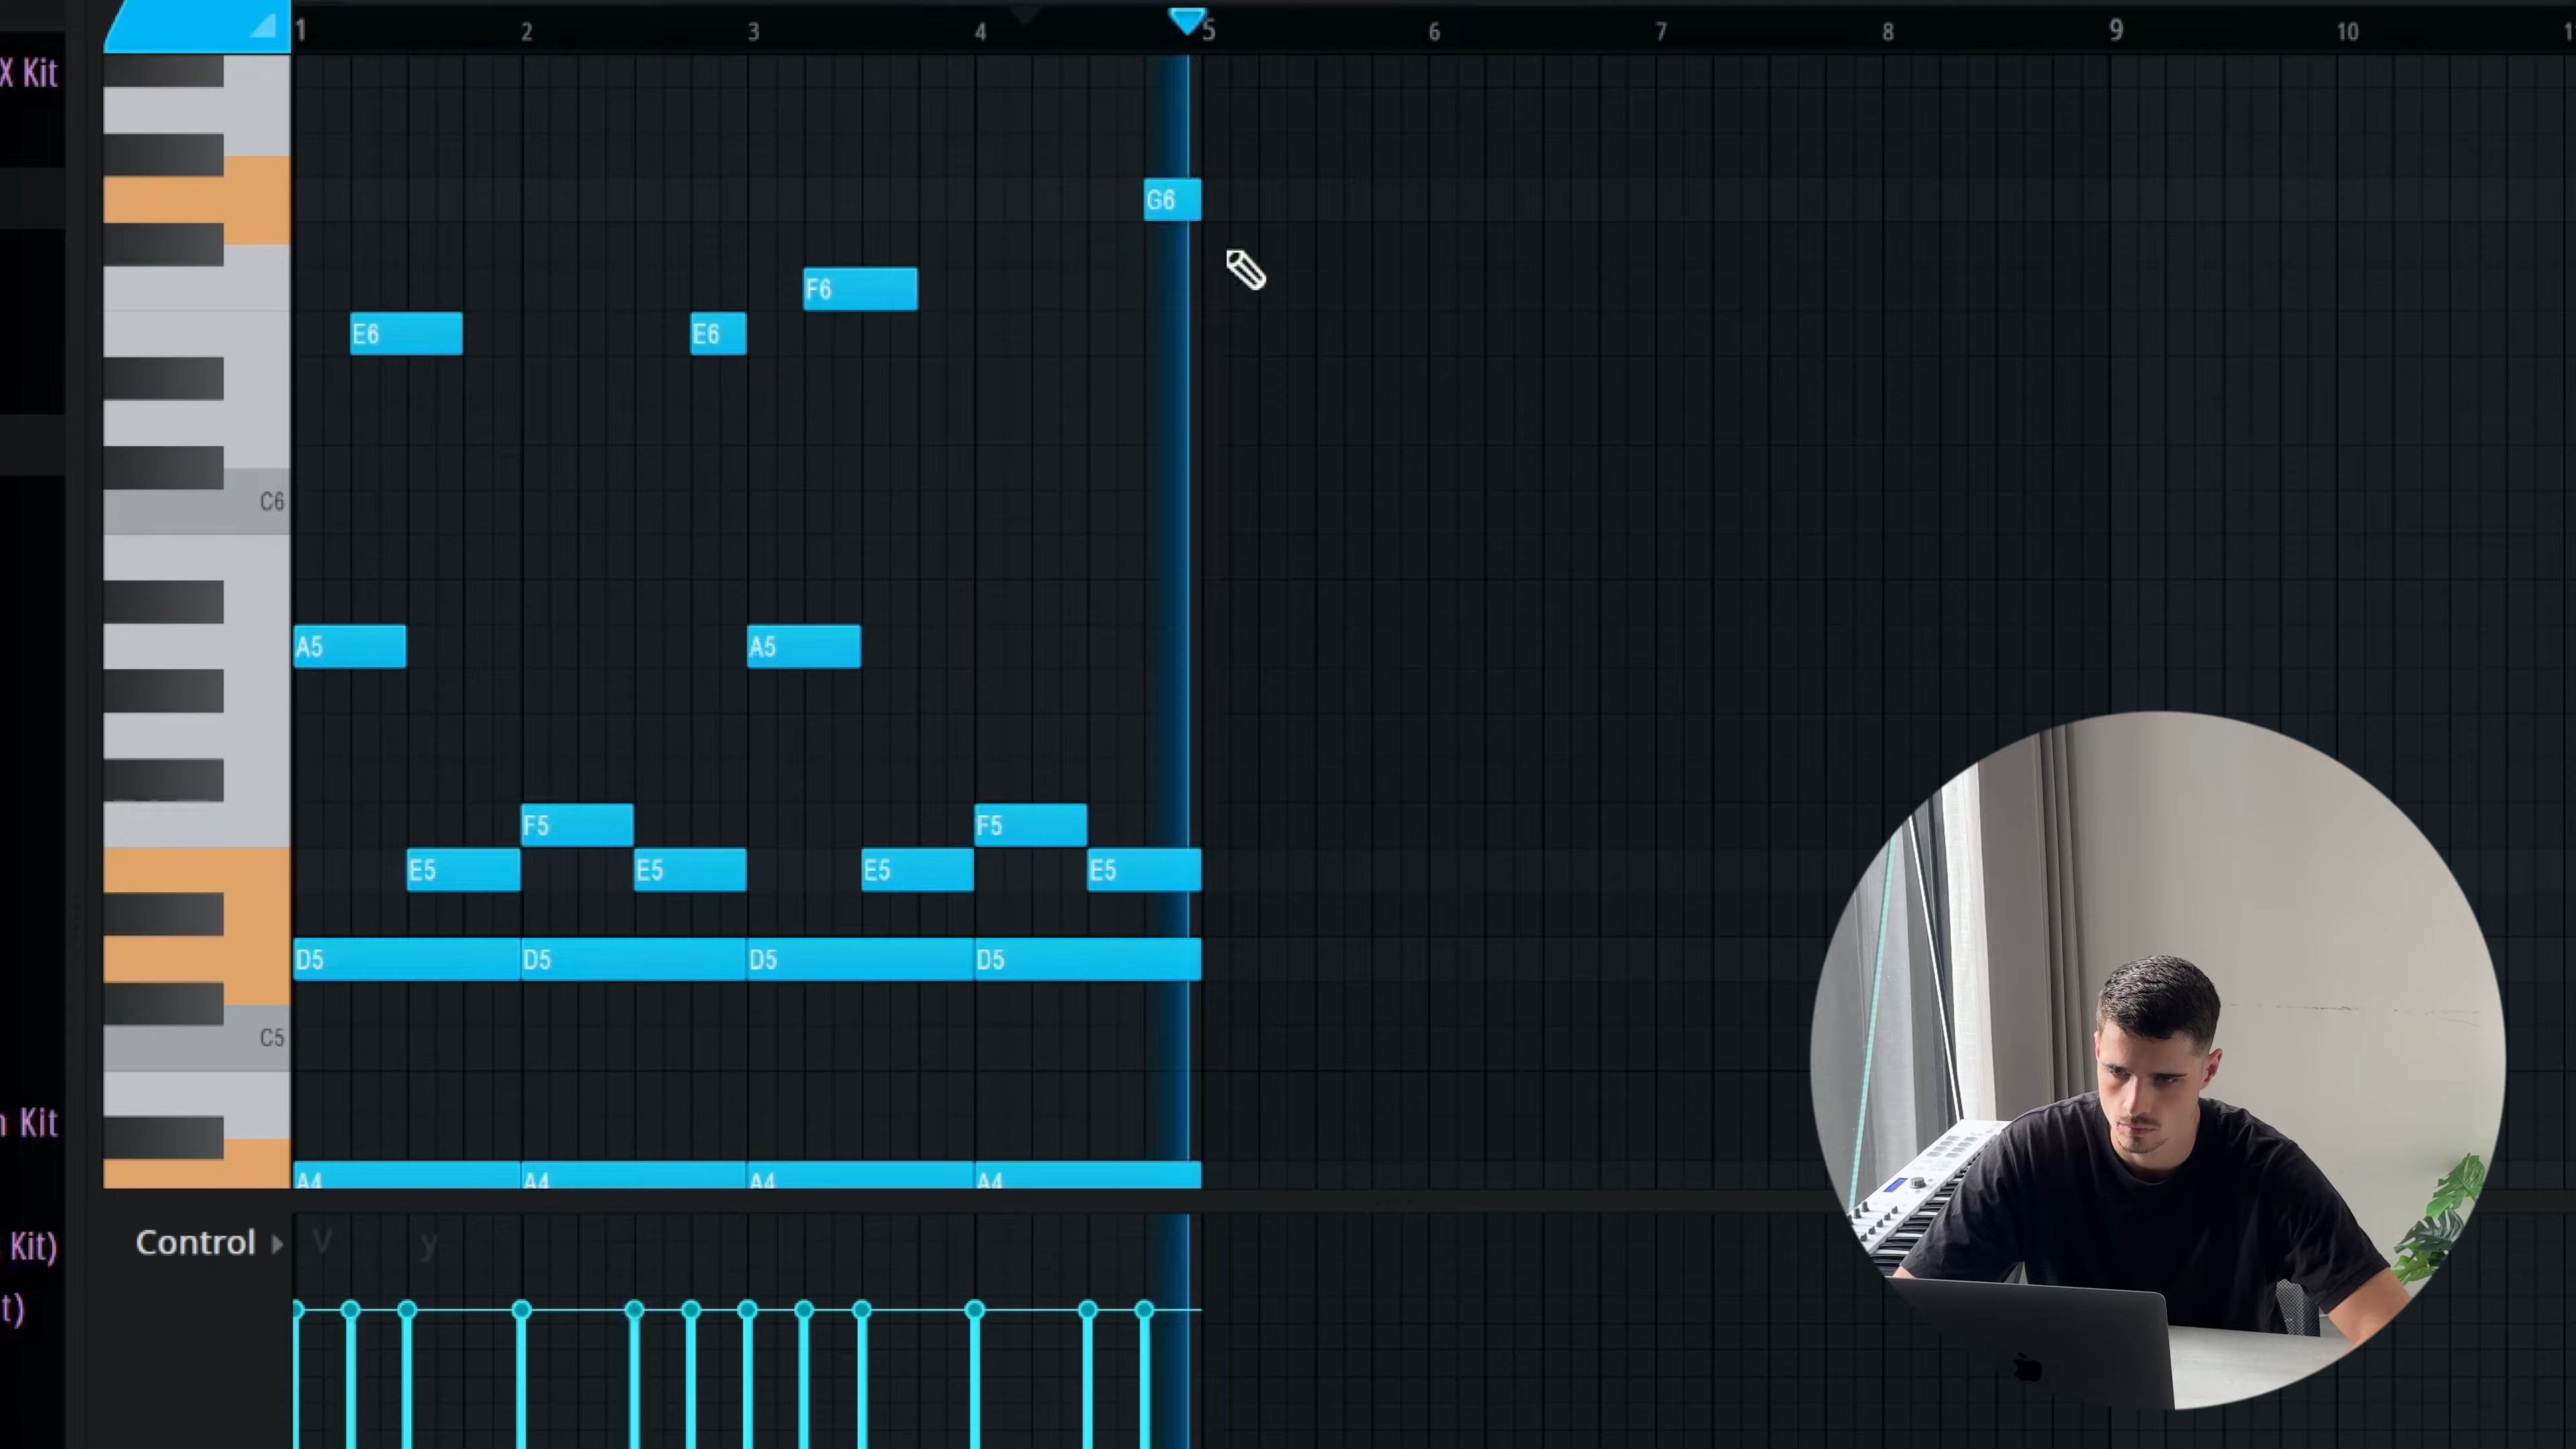 1 2 3 4 5 6 7 8 9 10
X Kit
G6
F6
E6 E6
C6
A5 A5
F5 F5
E5 E5 E5 E5
D5 D5 D5 D5
C5
Kit
A4 A4 A4 A4
Control V y
Kit)
t)